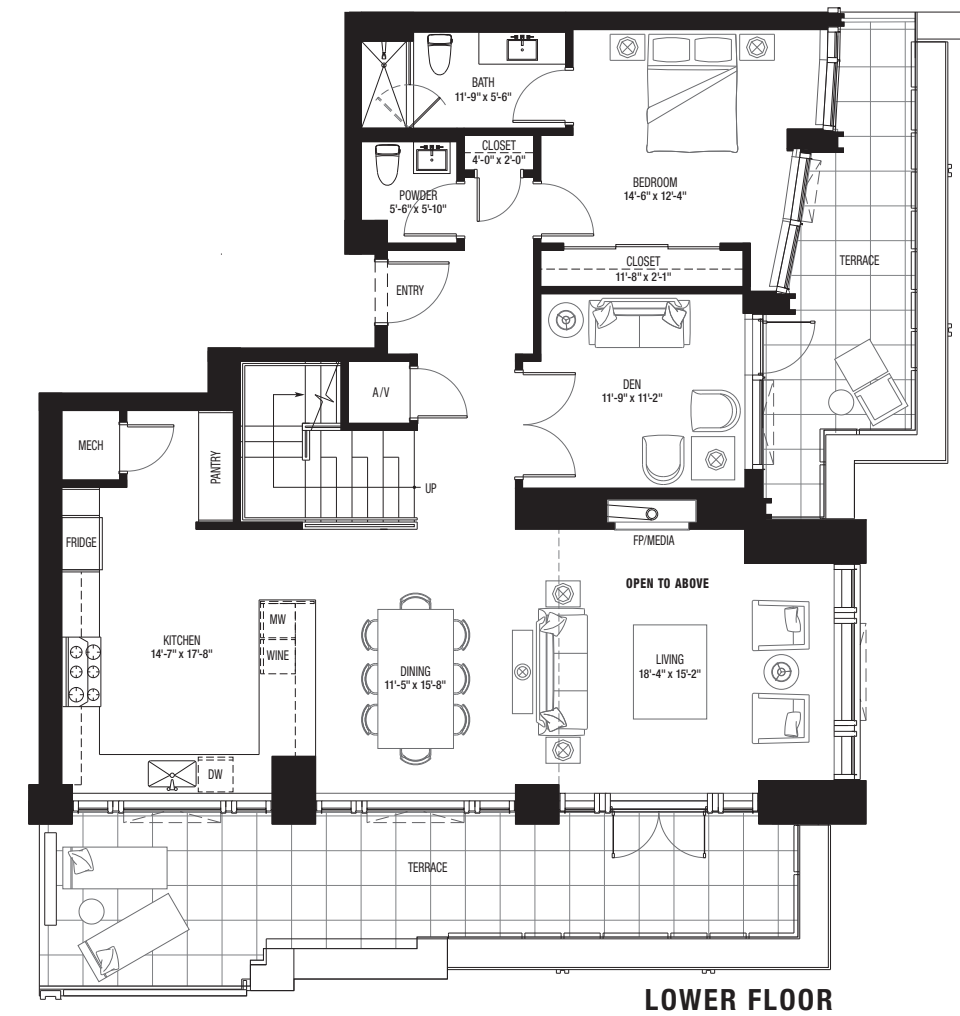 BATH
11'-9" x 5'-6"
CLOSET
4'-0" x 2'-0"
POWDER
5'-6" x 5'-10"
BEDROOM
14'-6" x 12'-4"
CLOSET
11'-8" x 2'-1"
TERRACE
ENTRY
A/V
DEN
11'-9" x 11'-2"
MECH
PANTRY
UP
FRIDGE
FP/MEDIA
OPEN TO ABOVE
KITCHEN
14'-7" x 17'-8"
MW
WINE
DINING
11'-5" x 15'-8"
LIVING
18'-4" x 15'-2"
DW
TERRACE
LOWER FLOOR